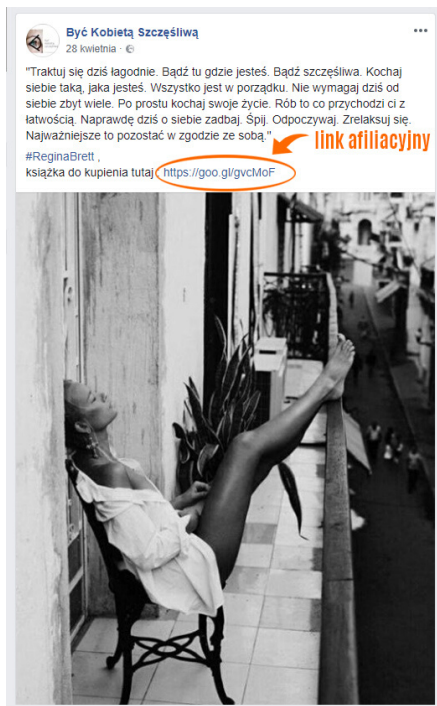 Być Kobietą Szczęśliwą
28 kwietnia ·
"Traktuj się dziś łagodnie. Bądź tu gdzie jesteś. Bądź szczęśliwa. Kochaj
siebie taką, jaka jesteś. Wszystko jest w porządku. Nie wymagaj dziś od
siebie zbyt wiele. Po prostu kochaj swoje życie. Rób to co przychodzi ci z
łatwością. Naprawdę dziś o siebie zadbaj. Śpij. Odpoczywaj. Zrelaksuj się.
Najważniejsze to pozostać w zgodzie ze sobą."
link afiliacyjny
#ReginaBrett ,
książka do kupienia tutaj https://goo.gl/gvcMoF